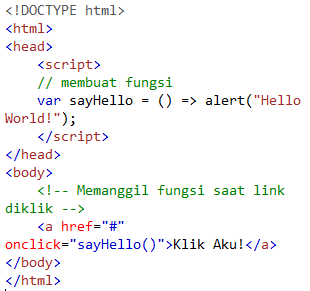 <!DOCTYPE html>
<html>
<head>
    <script>
    // membuat fungsi
    var sayHello = () => alert("Hello
World!");
    </script>
</head>
<body>
    <!-- Memanggil fungsi saat link
diklik -->
    <a href="#"
onclick="sayHello()">Klik Aku!</a>
</body>
</html>